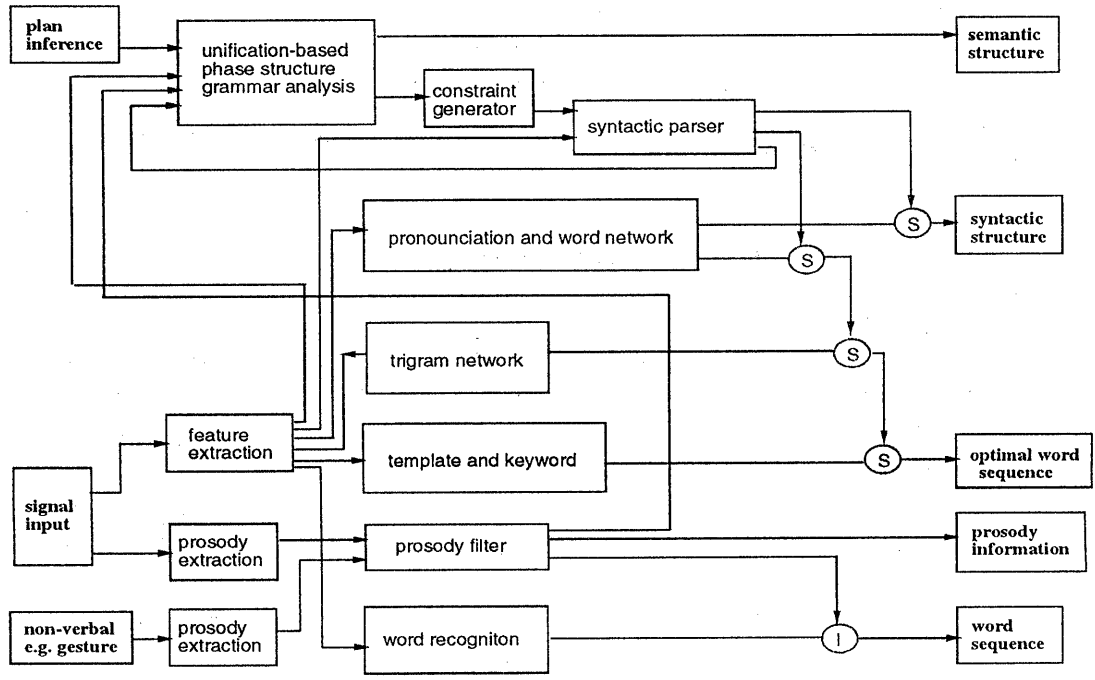 plan
inference
unification-based
phase structure
grammar analysis
semantic
structure
constraint
generator
syntactic parser
pronounciation and word network
S
syntactic
structure
S
trigram network
S
feature
extraction
template and keyword
S
optimal word
sequence
signal
input
prosody
extraction
prosody filter
prosody
information
non-verbal
e.g. gesture
prosody
extraction
word recogniton
I
word
sequence